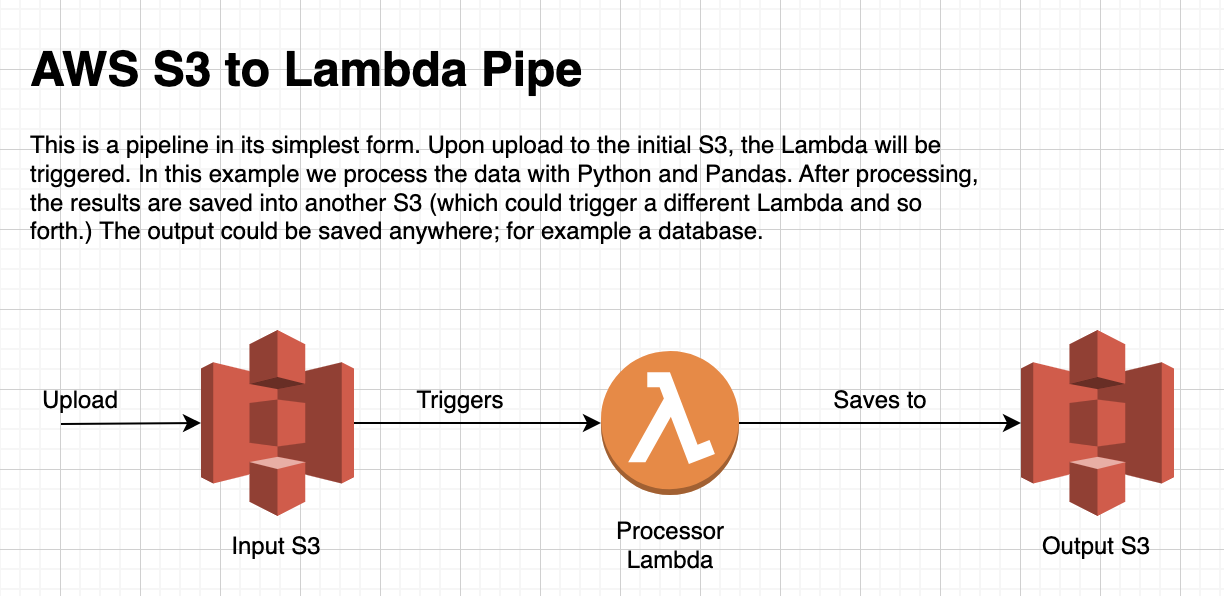 AWS S3 to Lambda Pipe
This is a pipeline in its simplest form. Upon upload to the initial S3, the Lambda will be
triggered. In this example we process the data with Python and Pandas. After processing,
the results are saved into another S3 (which could trigger a different Lambda and so
forth.) The output could be saved anywhere; for example a database.
Upload
Triggers
Saves to
Input S3
Processor
Lambda
Output S3